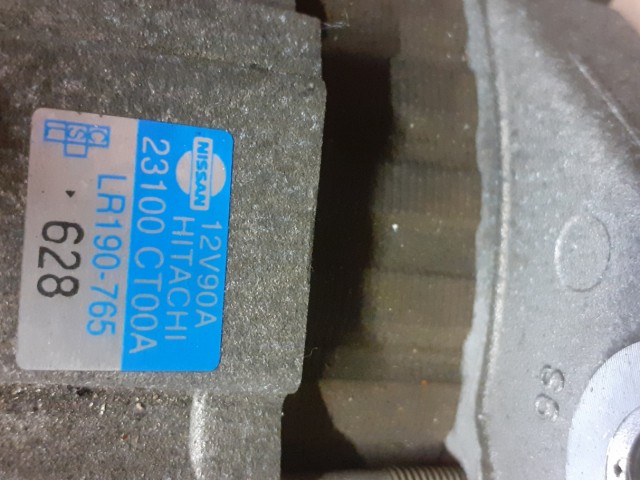 NISSAN
12V90A
HITACHI
23100 CT00A
LR190-765
628